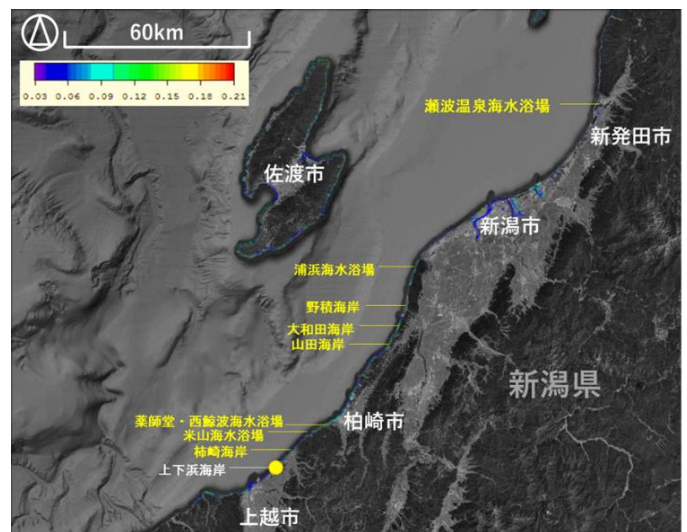 60km
0.03 0.06 0.09 0.12 0.15 0.18 0.21
瀬波温泉海水浴場
新発田市
佐渡市
新潟市
浦浜海水浴場
野積海岸
大和田海岸
山田海岸
新潟県
薬師堂・西鯨波海水浴場
柏崎市
米山海水浴場
柿崎海岸
上下浜海岸
上越市